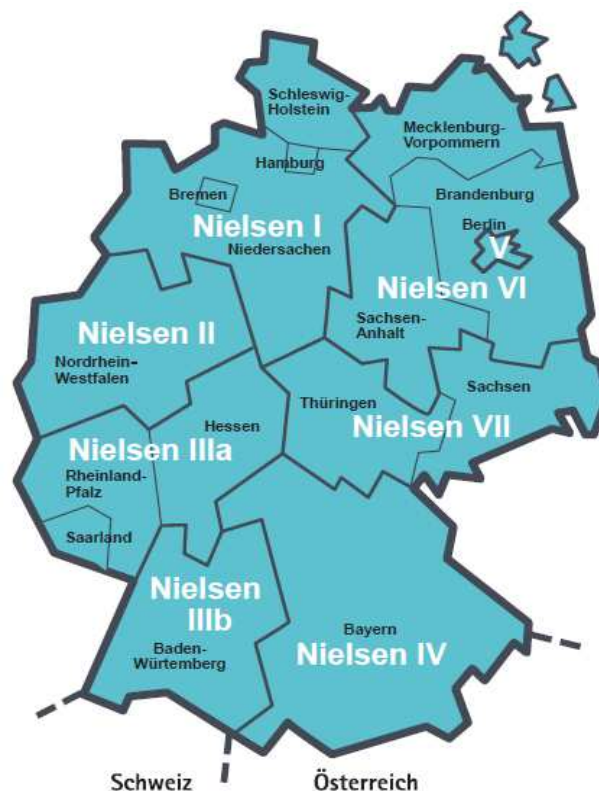 Schleswig-
Holstein
Mecklenburg-
Vorpommern
Hamburg
Bremen
Brandenburg
Berlin
Nielsen I
V
Niedersachen
Nielsen VI
Nielsen II
Sachsen-
Anhalt
Nordrhein-
Westfalen
Sachsen
Thüringen
Hessen
Nielsen VII
Nielsen IIIa
Rheinland-
Pfalz
Saarland
Nielsen
IIIb
Bayern
Nielsen IV
Baden-
Würtemberg
Schweiz
Österreich